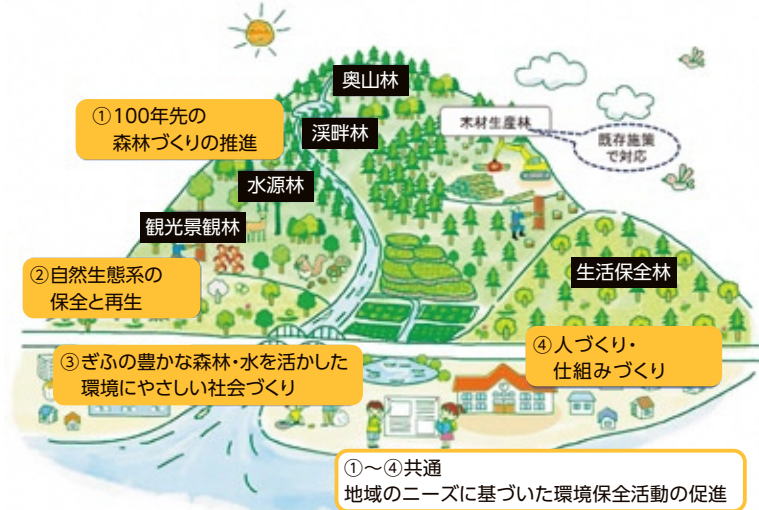 奥山林
①100年先の
森林づくりの推進
渓畔林
木材生産林
既存施策
で対応
水源林
観光景観林
②自然生態系の
保全と再生
生活保全林
③ぎふの豊かな森林・水を活かした
環境にやさしい社会づくり
④人づくり・
仕組みづくり
①～④共通
地域のニーズに基づいた環境保全活動の促進